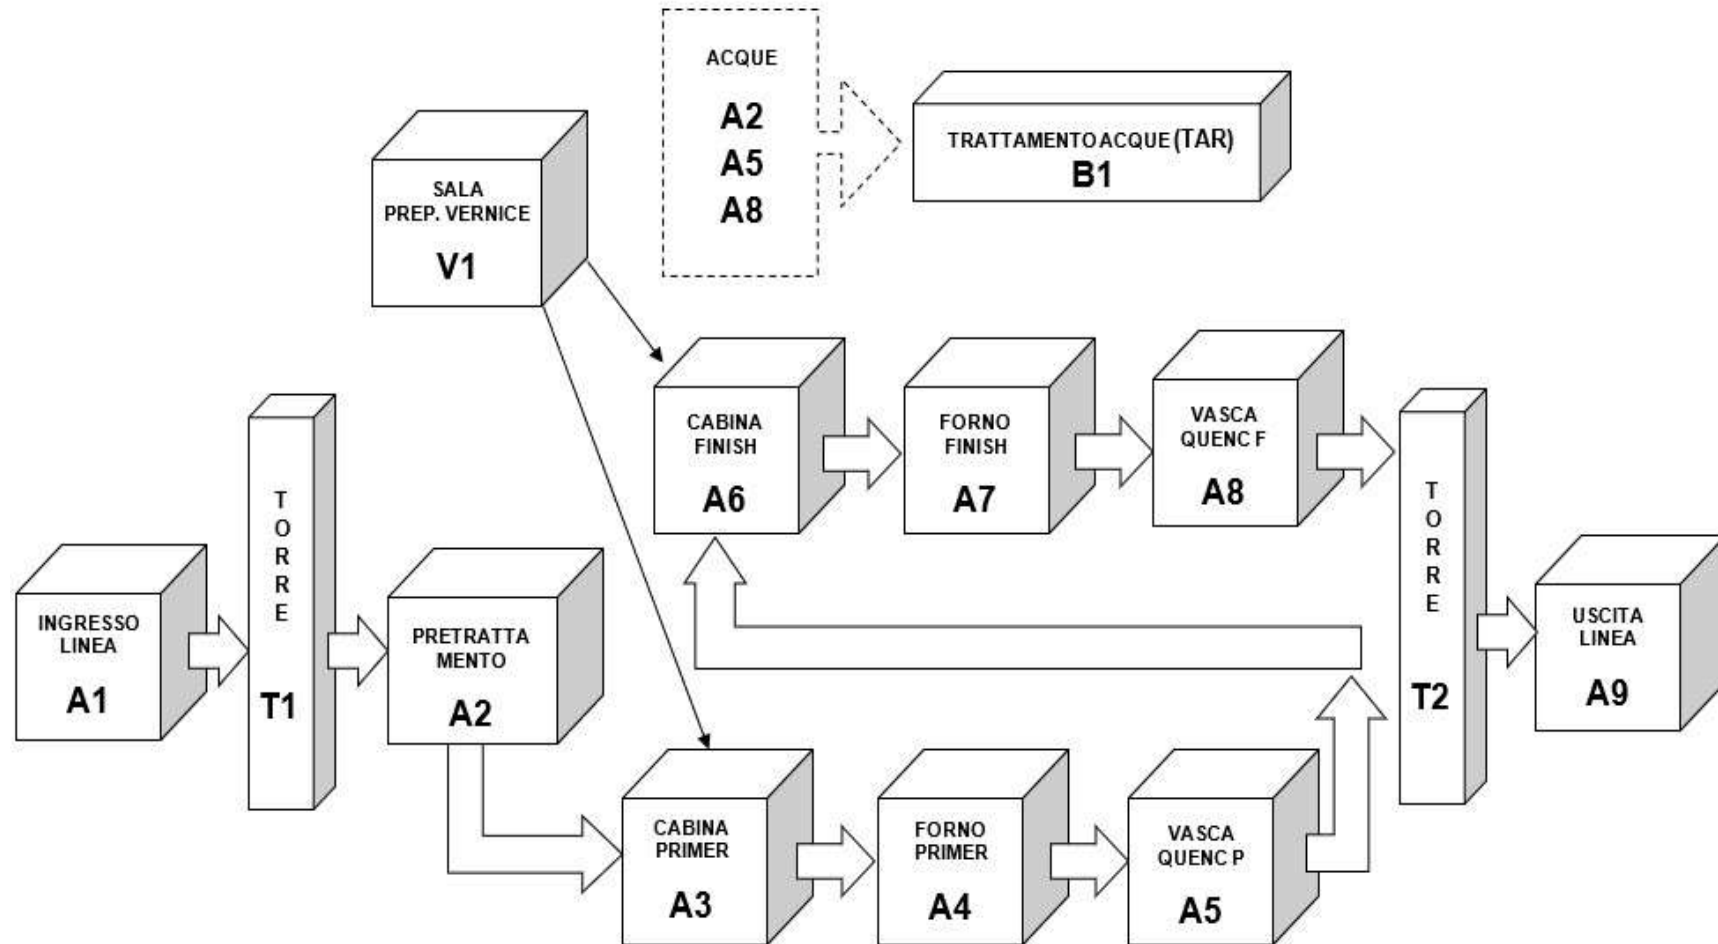 ACQUE
A2
A5
A8
TRATTAMENTO ACQUE (TAR)
B1
SALA
PREP. VERNICE
V1
CABINA
FINISH
A6
FORNO
FINISH
A7
VASCA
QUENC F
A8
INGRESSO
LINEA
A1
T
O
R
R
E
T1
PRETRATTA
MENTO
A2
T
O
R
R
E
T2
USCITA
LINEA
A9
CABINA
PRIMER
A3
FORNO
PRIMER
A4
VASCA
QUENC P
A5